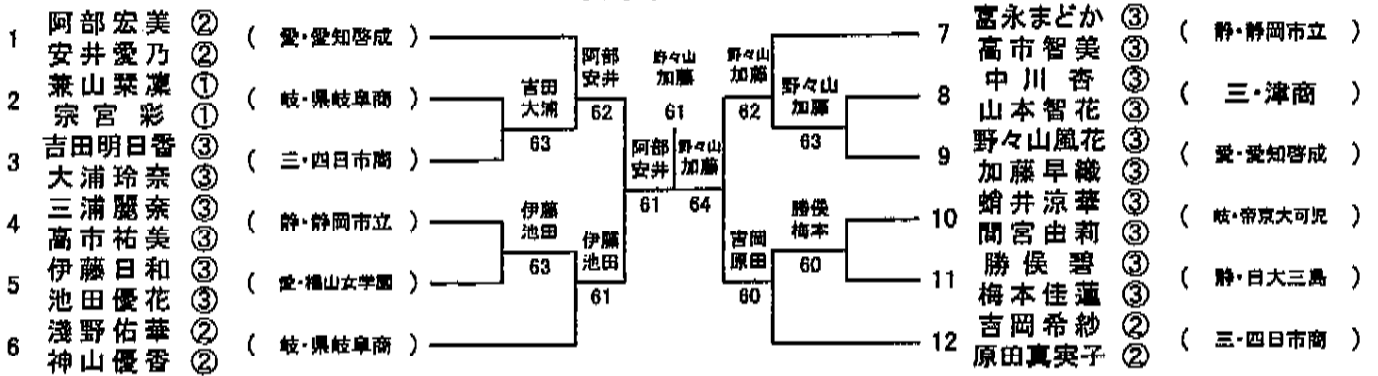 1 阿部宏美 ② ( 愛・愛知啓成 )
安井愛乃 ②
2 兼山栞凜 ① ( 岐・県岐阜商 )
宗宮彩 ①
3 吉田明日香 ③ ( 三・四日市商 )
大浦玲奈 ③
4 三浦麗奈 ③ ( 静・静岡市立 )
高市祐美 ③
5 伊藤日和 ③ ( 愛・椙山女学園 )
池田優花 ③
6 淺野佑華 ② ( 岐・県岐阜商 )
神山優香 ②
吉田
大浦
63
阿部
安井
62
伊藤
池田
63
伊藤
池田
61
阿部
安井
61
野々山
加藤
61
野々山
加藤
64
野々山
加藤
62
野々山
加藤
63
勝俣
梅本
60
吉岡
原田
60
7 富永まどか ③ ( 静・静岡市立 )
高市智美 ③
8 中川杏 ③ ( 三・津商 )
山本智花 ③
9 野々山風花 ③ ( 愛・愛知啓成 )
加藤早織 ③
10 蛸井涼華 ③ ( 岐・帝京大可児 )
間宮由莉 ③
11 勝俣碧 ③ ( 静・日大三島 )
梅本佳蓮 ③
12 吉岡希紗 ② ( 三・四日市商 )
原田真実子 ②